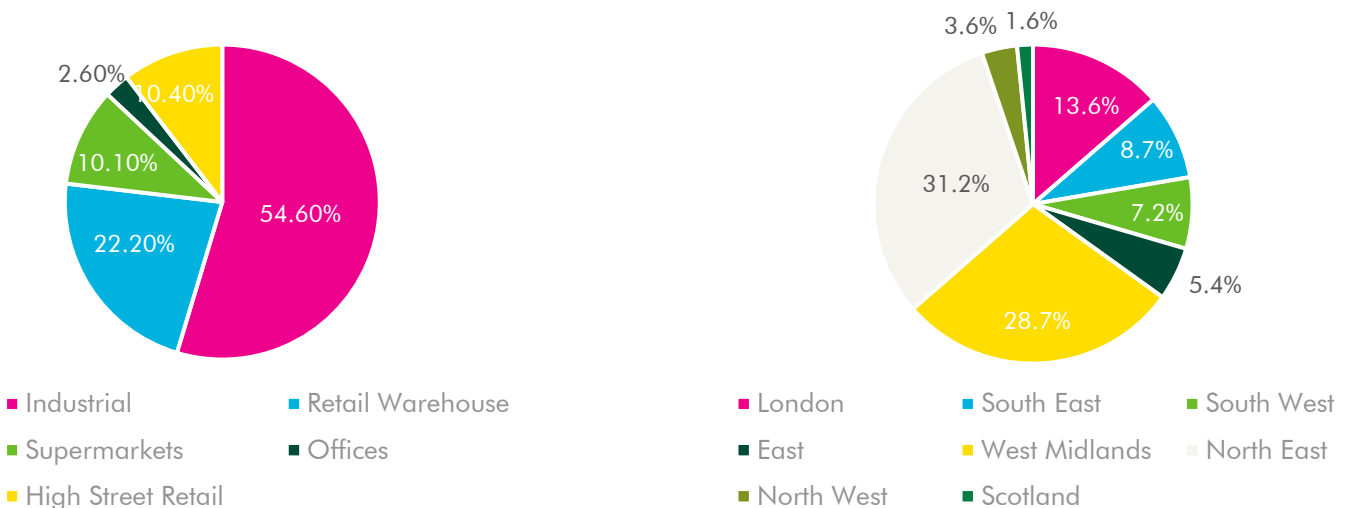 3.6% 1.6%
2.60%
10.40%
13.6%
8.7%
10.10%
31.2%
54.60%
7.2%
22.20%
5.4%
28.7%
Industrial Retail Warehouse
Supermarkets Offices
High Street Retail
London South East South West
East West Midlands North East
North West Scotland